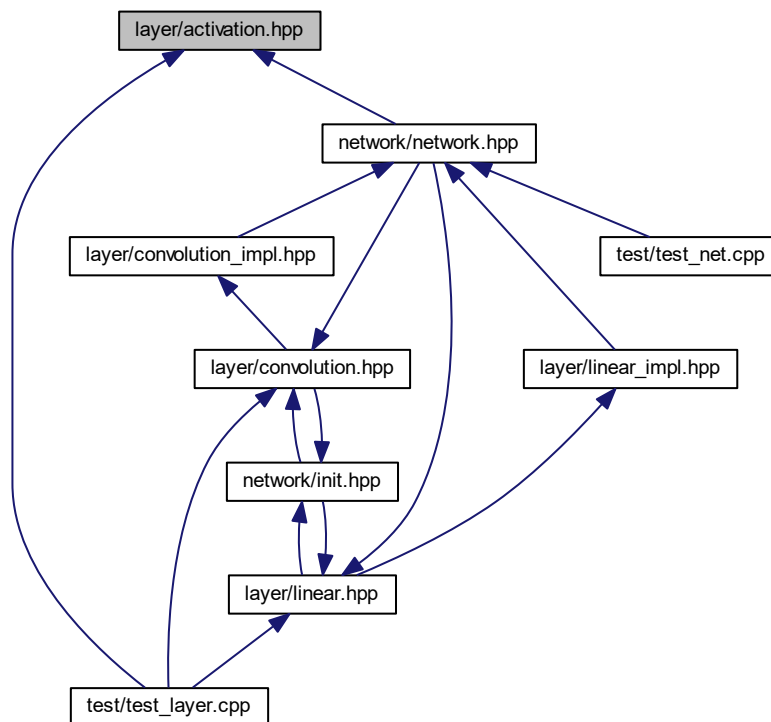 layer/activation.hpp
network/network.hpp
layer/convolution_impl.hpp
test/test_net.cpp
layer/convolution.hpp
layer/linear_impl.hpp
network/init.hpp
layer/linear.hpp
test/test_layer.cpp